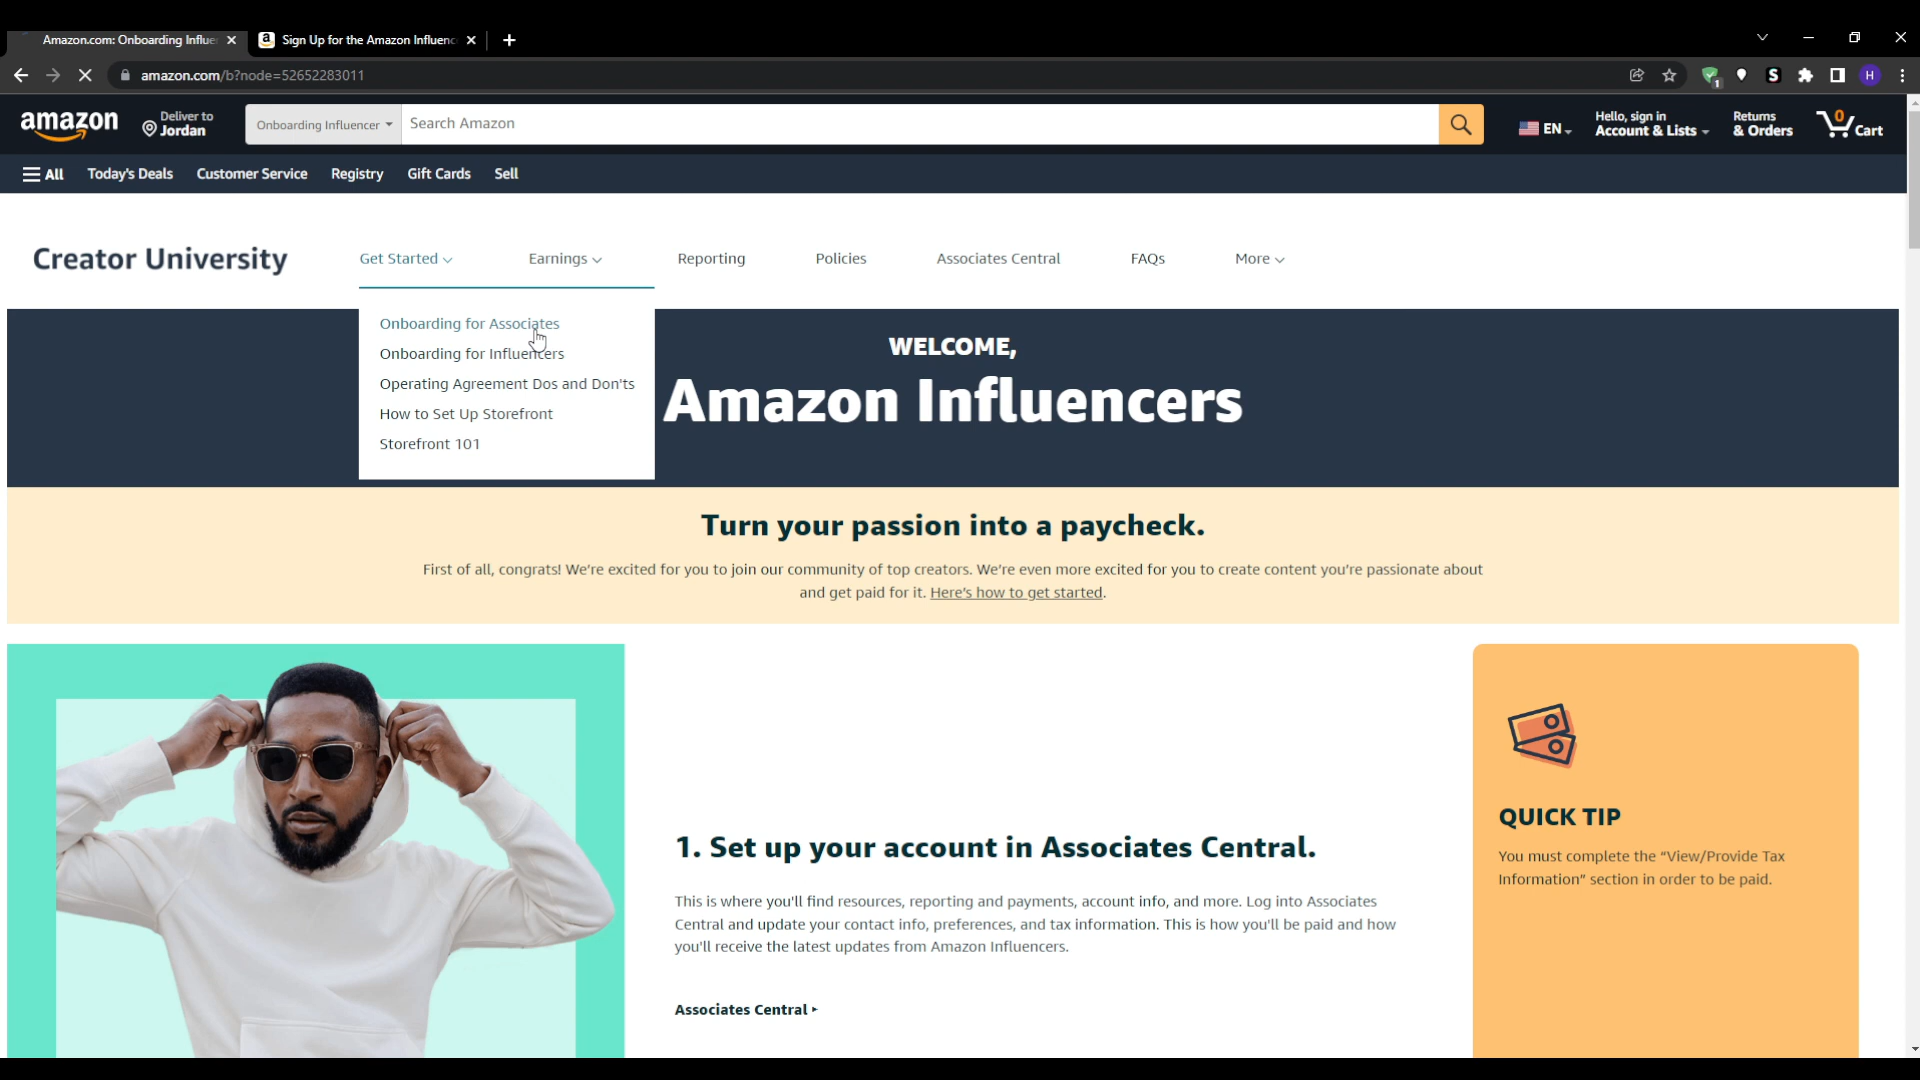 Amazon.com: Onboarding Influe
Sign Up for the Amazon Influenc
amazon.com/b?node=52652283011
1
S
H
amazon
Deliver to
Jordan
Onboarding Influencer
Search Amazon
EN
Hello, sign in
Account & Lists
Returns
& Orders
0
Cart
All
Today's Deals
Customer Service
Registry
Gift Cards
Sell
Creator University
Get Started
Earnings
Reporting
Policies
Associates Central
FAQs
More
Onboarding for Associates
Onboarding for Influencers
Operating Agreement Dos and Don'ts
How to Set Up Storefront
Storefront 101
WELCOME,
Amazon Influencers
Turn your passion into a paycheck.
First of all, congrats! We're excited for you to join our community of top creators. We're even more excited for you to create content you're passionate about
and get paid for it. Here's how to get started.
1. Set up your account in Associates Central.
This is where you'll find resources, reporting and payments, account info, and more. Log into Associates
Central and update your contact info, preferences, and tax information. This is how you'll be paid and how
you'll receive the latest updates from Amazon Influencers.
Associates Central
QUICK TIP
You must complete the "View/Provide Tax
Information" section in order to be paid.